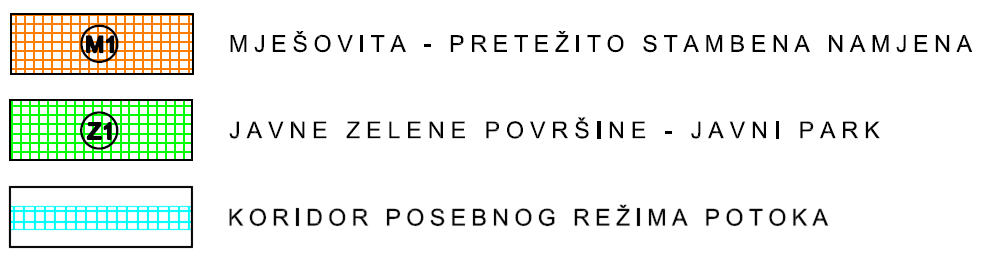 M1 MJEŠOVITA - PRETEŽITO STAMBENA NAMJENA
Z1 JAVNE ZELENE POVRŠINE - JAVNI PARK
KORIDOR POSEBNOG REŽIMA POTOKA